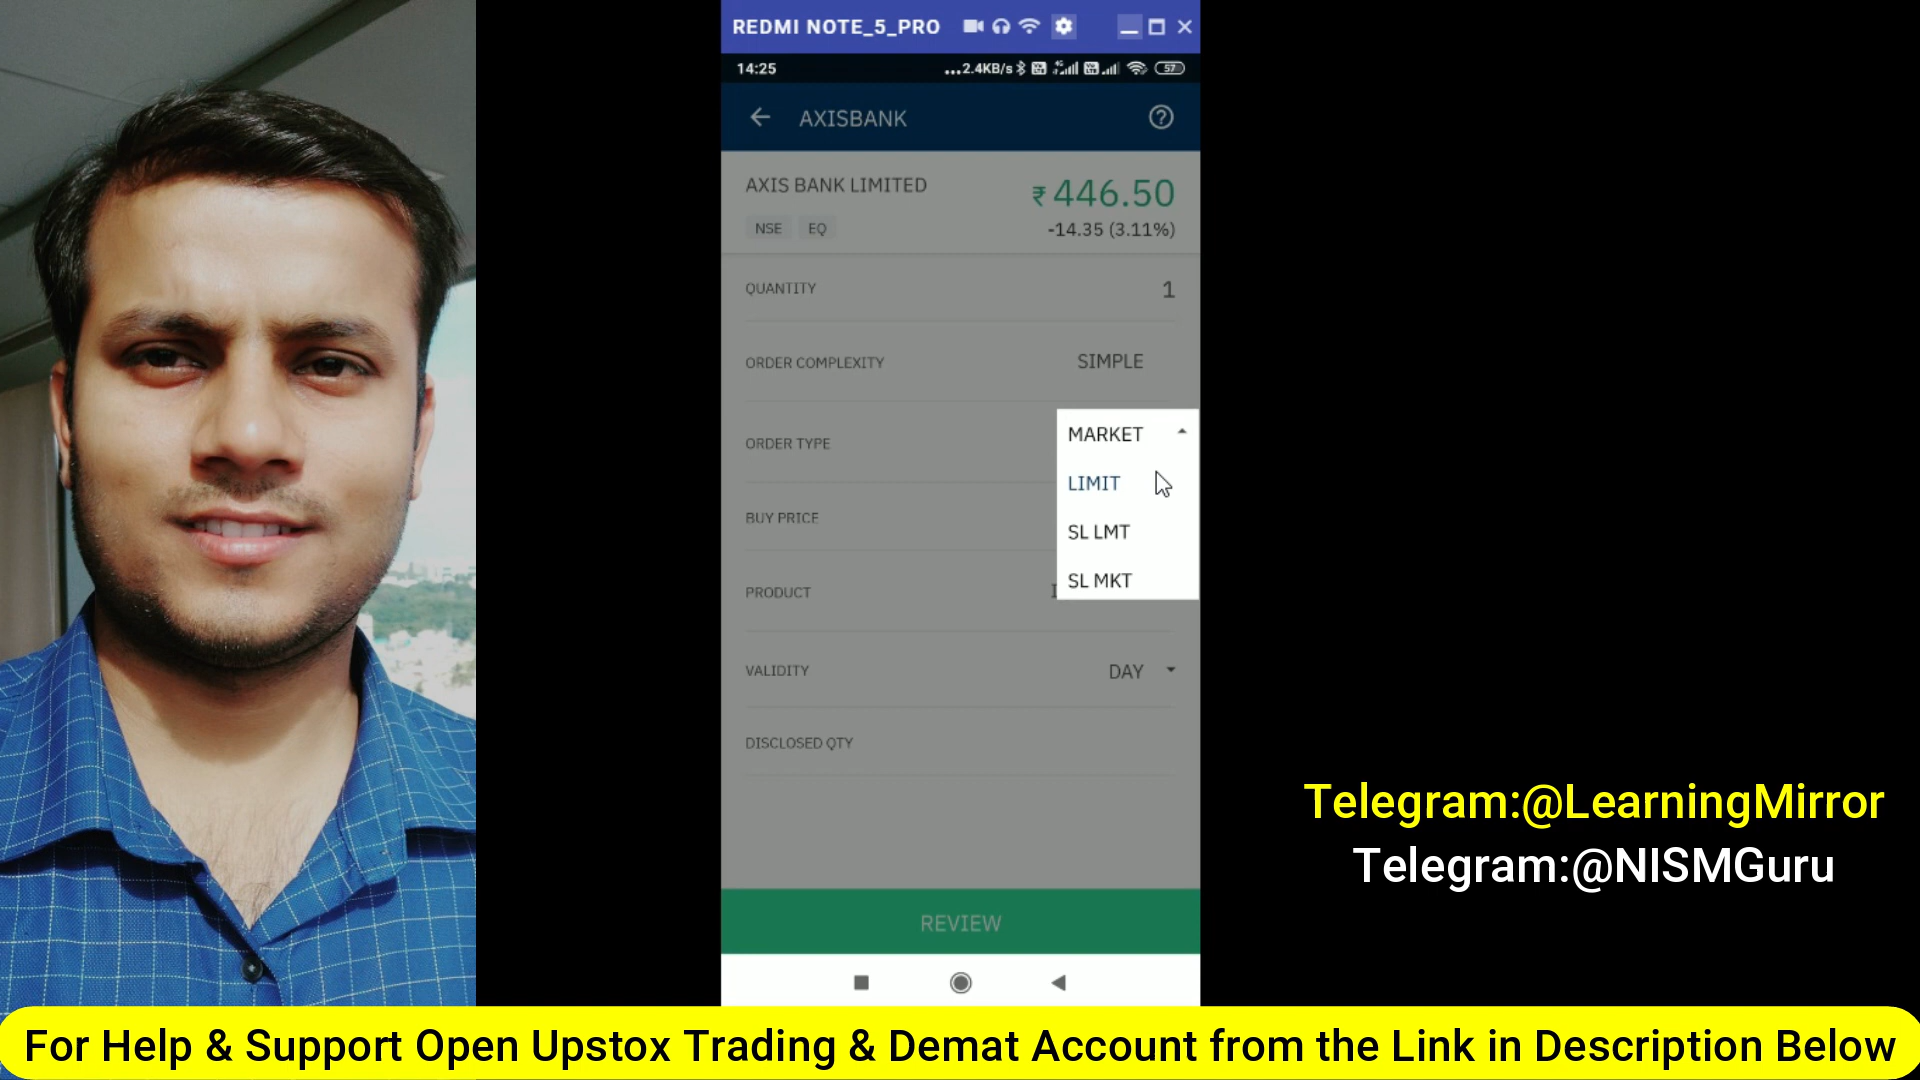 REDMI NOTE_5_PRO
14:25
...2.4KB/s
57
AXISBANK
AXIS BANK LIMITED
₹ 446.50
NSE EQ
-14.35 (3.11%)
QUANTITY 1
ORDER COMPLEXITY SIMPLE
ORDER TYPE
MARKET
LIMIT
SL LMT
SL MKT
BUY PRICE
PRODUCT
VALIDITY DAY
DISCLOSED QTY
REVIEW
Telegram:@LearningMirror
Telegram:@NISMGuru
For Help & Support Open Upstox Trading & Demat Account from the Link in Description Below